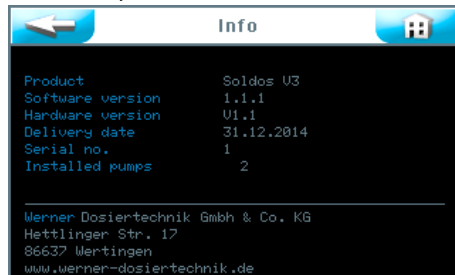 Info
Product Soldos V3
Software version 1.1.1
Hardware version V1.1
Delivery date 31.12.2014
Serial no. 1
Installed pumps 2
Werner Dosiertechnik Gmbh & Co. KG
Hettlinger Str. 17
86637 Wertingen
www.werner-dosiertechnik.de